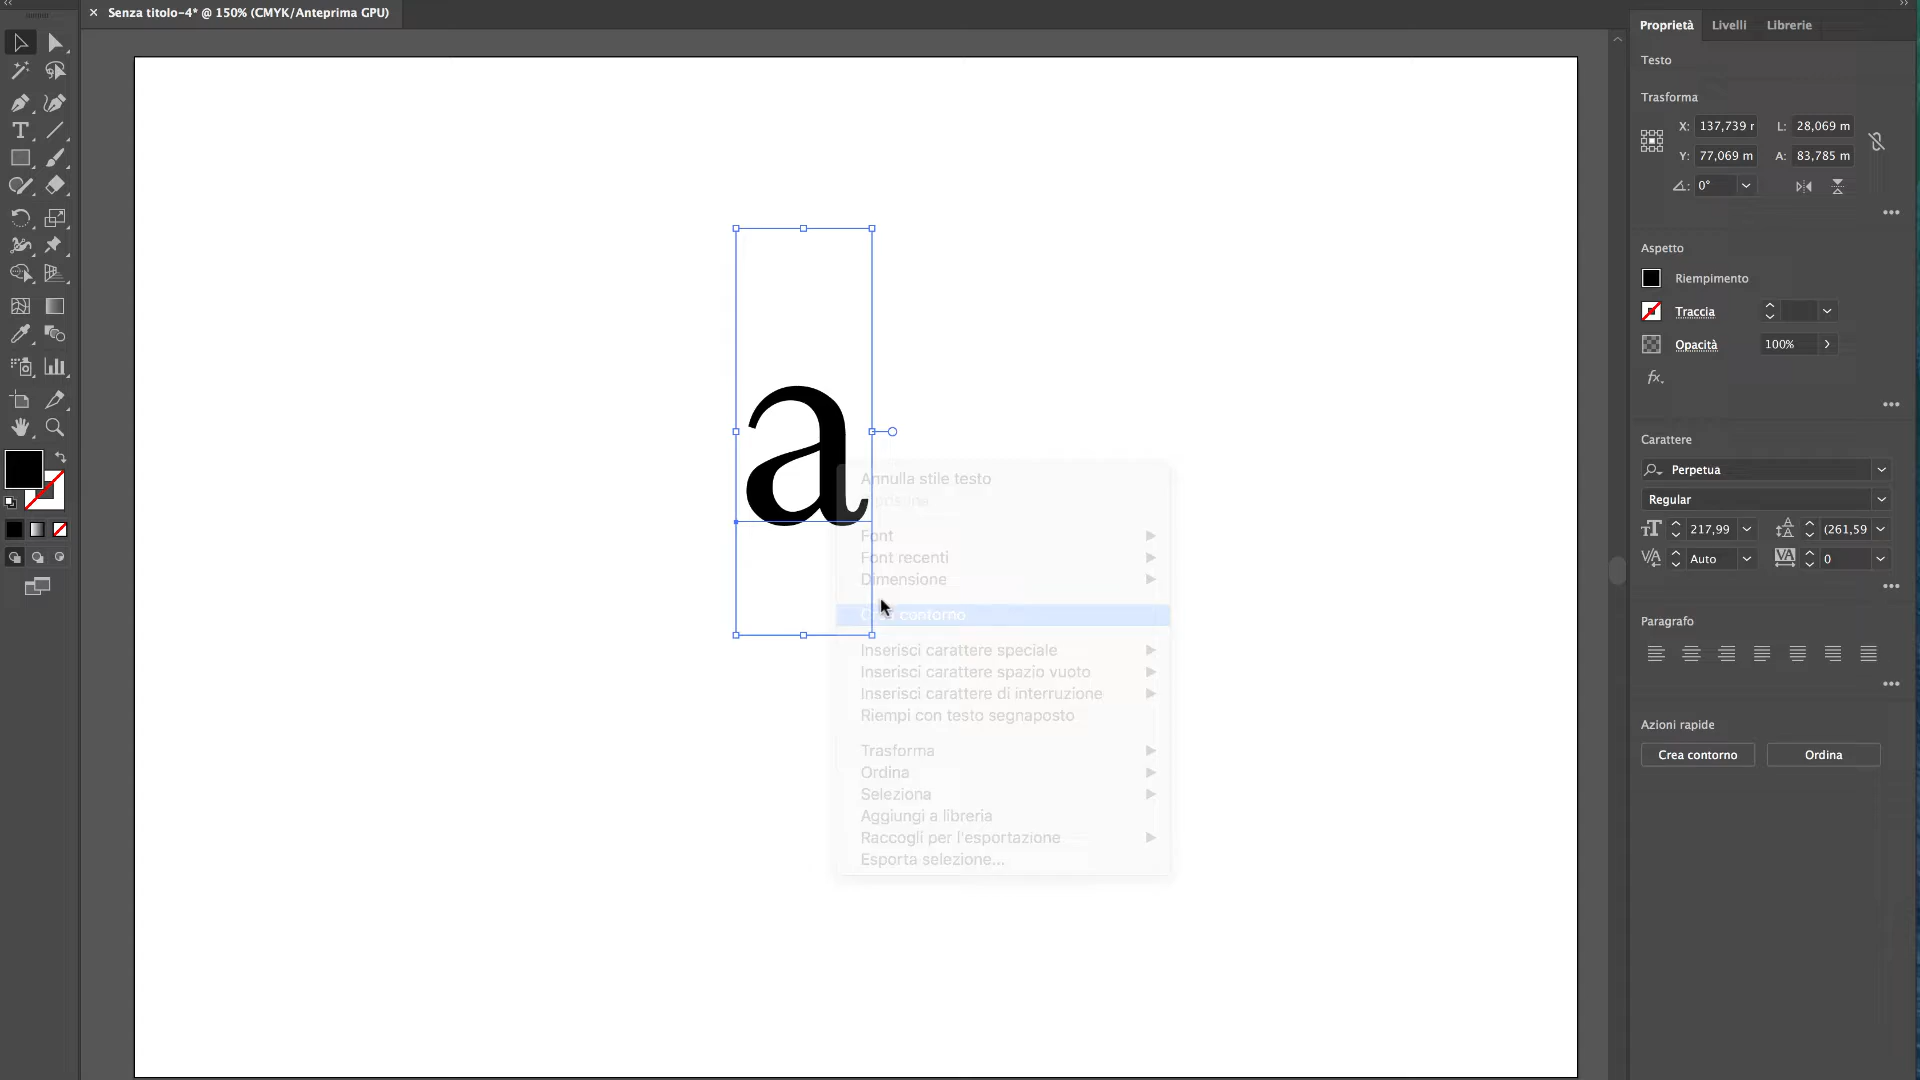 Senza titolo-4* @ 150% (CMYK/Anteprima GPU)
Proprietà Livelli Librerie
Testo
Trasforma
X: 137,739 r L: 28,069 m
Y: 77,069 m A: 83,785 m
0°
Aspetto
Riempimento
Traccia
Opacità 100%
fx
Carattere
Perpetua
Regular
217,99 (261,59
Auto 0
Paragrafo
Azioni rapide
Crea contorno Ordina
a
Annulla stile testo
Font
Font recenti
Dimensione
Crea contorno
Inserisci carattere speciale
Inserisci carattere spazio vuoto
Inserisci carattere di interruzione
Riempi con testo segnaposto
Trasforma
Ordina
Seleziona
Aggiungi a libreria
Raccogli per l'esportazione
Esporta selezione...